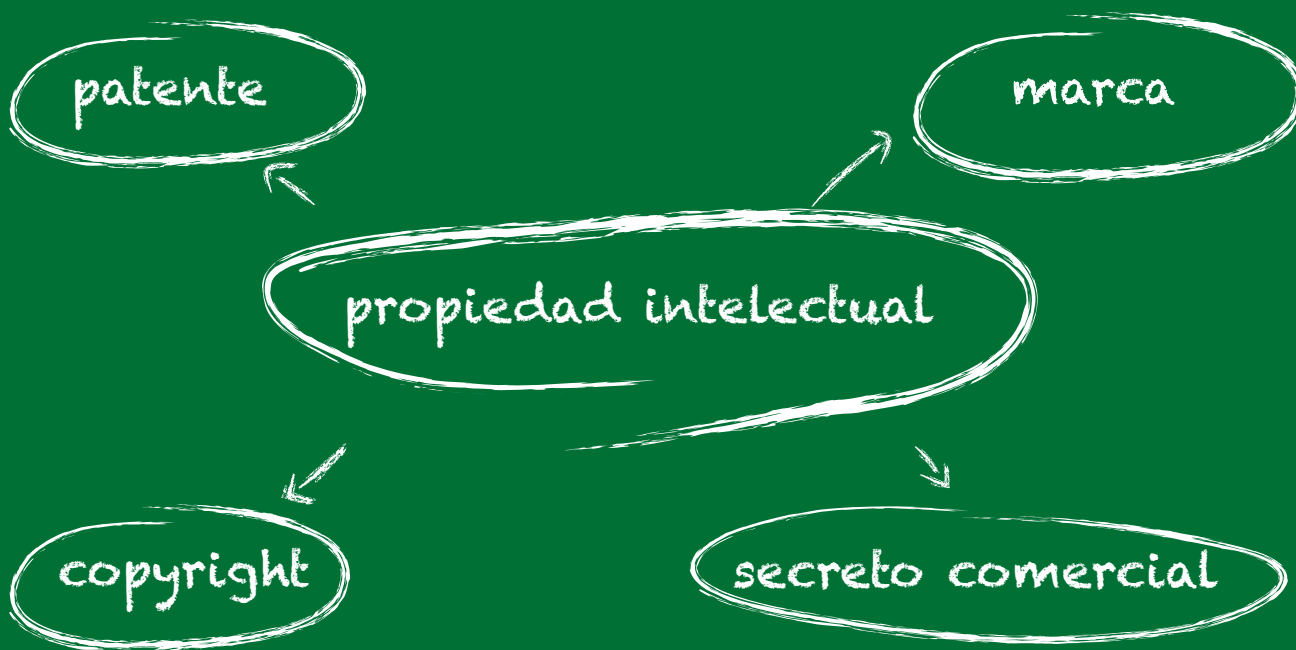 patente
marca
propiedad intelectual
copyright
secreto comercial